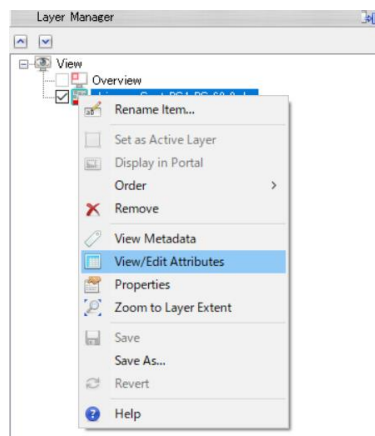 Layer Manager
View
Overview
Rename Item...
Set as Active Layer
Display in Portal
Order
Remove
View Metadata
View/Edit Attributes
Properties
Zoom to Layer Extent
Save
Save As...
Revert
Help